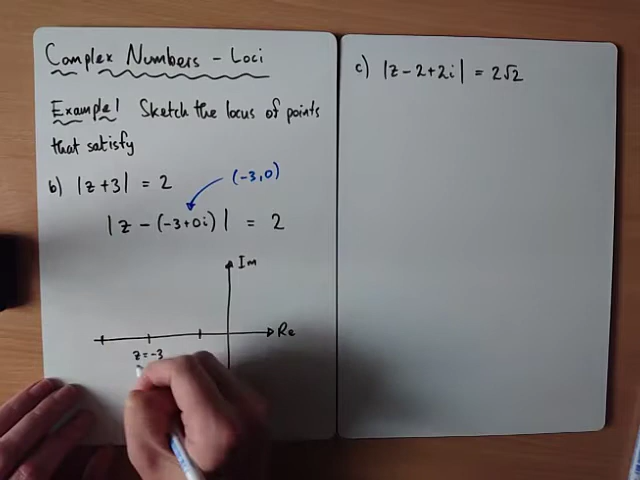 Complex Numbers - Loci
Example! Sketch the locus of points
that satisfy
b) |z+3| = 2
(-3,0)
|z - (-3+0i)| = 2
Im
Re
z=-3
c) |z-2+2i| = 2√2